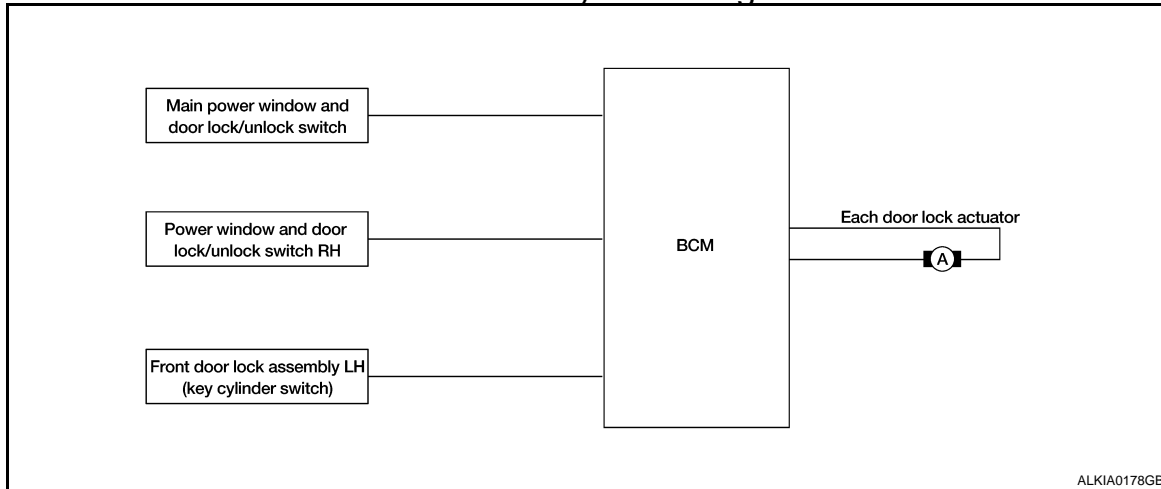 Main power window and
door lock/unlock switch
Power window and door
lock/unlock switch RH
Front door lock assembly LH
(key cylinder switch)
BCM
Each door lock actuator
A
ALKIA0178GB